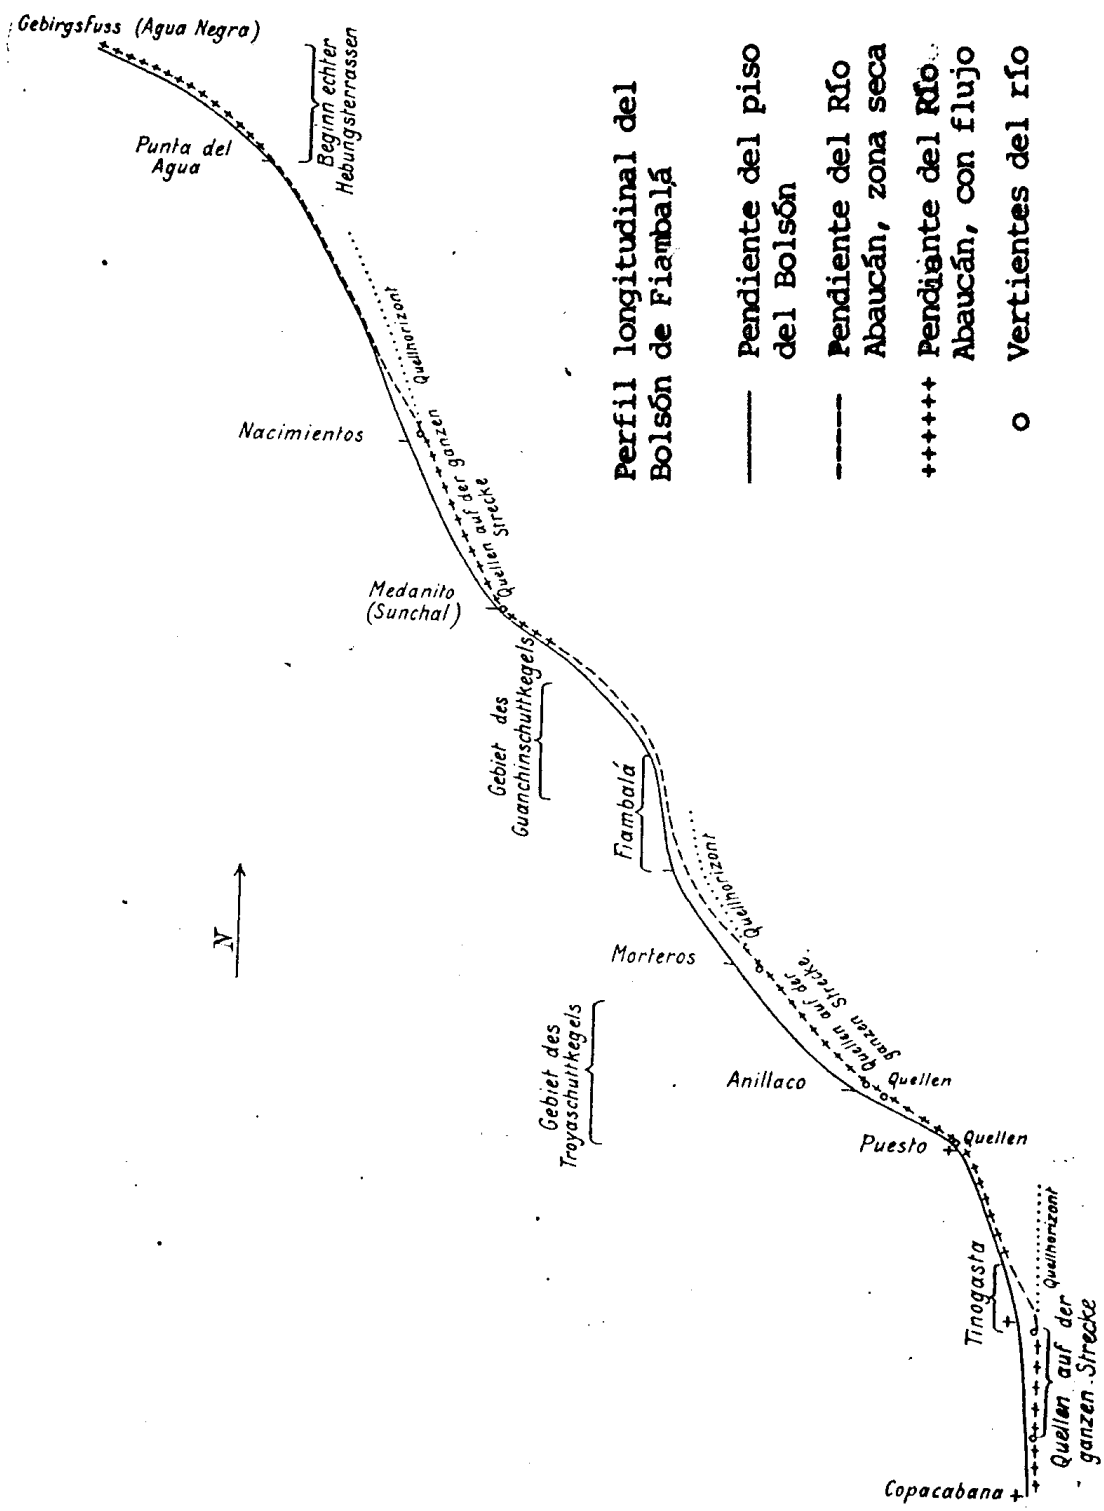 Gebirgsfuss (Agua Negra)
Beginn echter
Hebungsterrassen
Punta del
Agua
Quellhorizont
Nacimientos
Quellen auf der ganzen
Strecke
Medanito
(Sunchal)
Gebiet des
Guanchinschuttkegels
Fiambalá
Quellhorizont
Morteros
Quellen auf der
ganzen Strecke
Gebiet des
Troyaschuttkegels
Anillaco
Quellen
Puesto
Quellen
Tinogasta
Quellhorizont
Quellen auf der
ganzen Strecke
Copacabana
N
Perfil longitudinal del
Bolsón de Fiambalá
Pendiente del piso
del Bolsón
Pendiente del Río
Abaucán, zona seca
++++++ Pendiente del Río
Abaucán, con flujo
o Vertientes del río